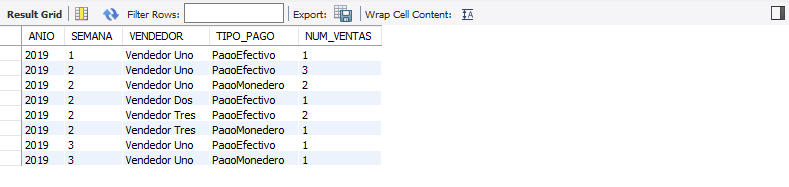 Result Grid Filter Rows: Export: Wrap Cell Content:
ANIO SEMANA VENDEDOR TIPO_PAGO NUM_VENTAS
2019 1 Vendedor Uno PagoEfectivo 1
2019 2 Vendedor Uno PagoEfectivo 3
2019 2 Vendedor Uno PagoMonedero 2
2019 2 Vendedor Dos PagoEfectivo 1
2019 2 Vendedor Tres PagoEfectivo 2
2019 2 Vendedor Tres PagoMonedero 1
2019 3 Vendedor Uno PagoEfectivo 1
2019 3 Vendedor Uno PagoMonedero 1